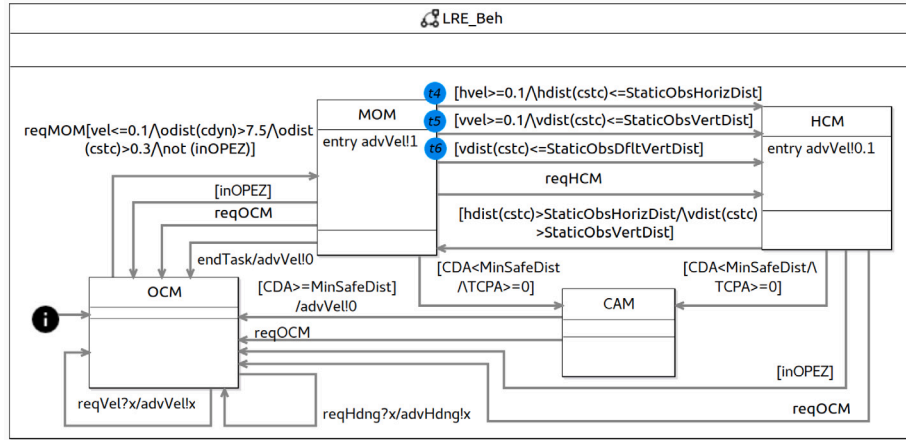 LRE_Beh
t4
[hvel>=0.1/\hdist(cstc)<=StaticObsHorizDist]
MOM
t5
[vvel>=0.1/\vdist(cstc)<=StaticObsVertDist]
HCM
reqMOM[vel<=0.1/\odist(cdyn)>7.5/\odist
(cstc)>0.3/\not (inOPEZ)]
entry advVel!1
t6
[vdist(cstc)<=StaticObsDfltVertDist]
entry advVel!0.1
reqHCM
[inOPEZ]
reqOCM
[hdist(cstc)>StaticObsHorizDist/\vdist(cstc)
>StaticObsVertDist]
endTask/advVel!0
[CDA<MinSafeDist
/\TCPA>=0]
[CDA<MinSafeDist/\
TCPA>=0]
OCM
[CDA>=MinSafeDist]
/advVel!0
CAM
i
reqOCM
[inOPEZ]
reqVel?x/advVel!x
reqHdng?x/advHdng!x
reqOCM